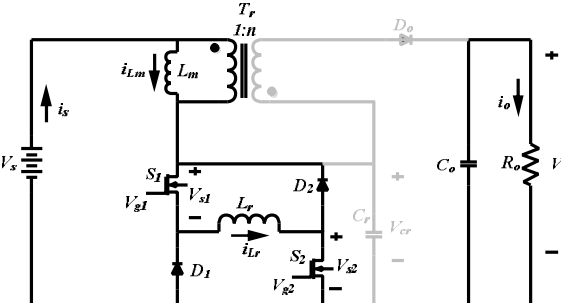 Tr
1:n
Do
iLm
Lm
is
io
Vs
S1
Vs1
Vg1
D2
Lr
iLr
Cr
Vcr
Co
Ro
V
D1
S2
Vs2
Vg2